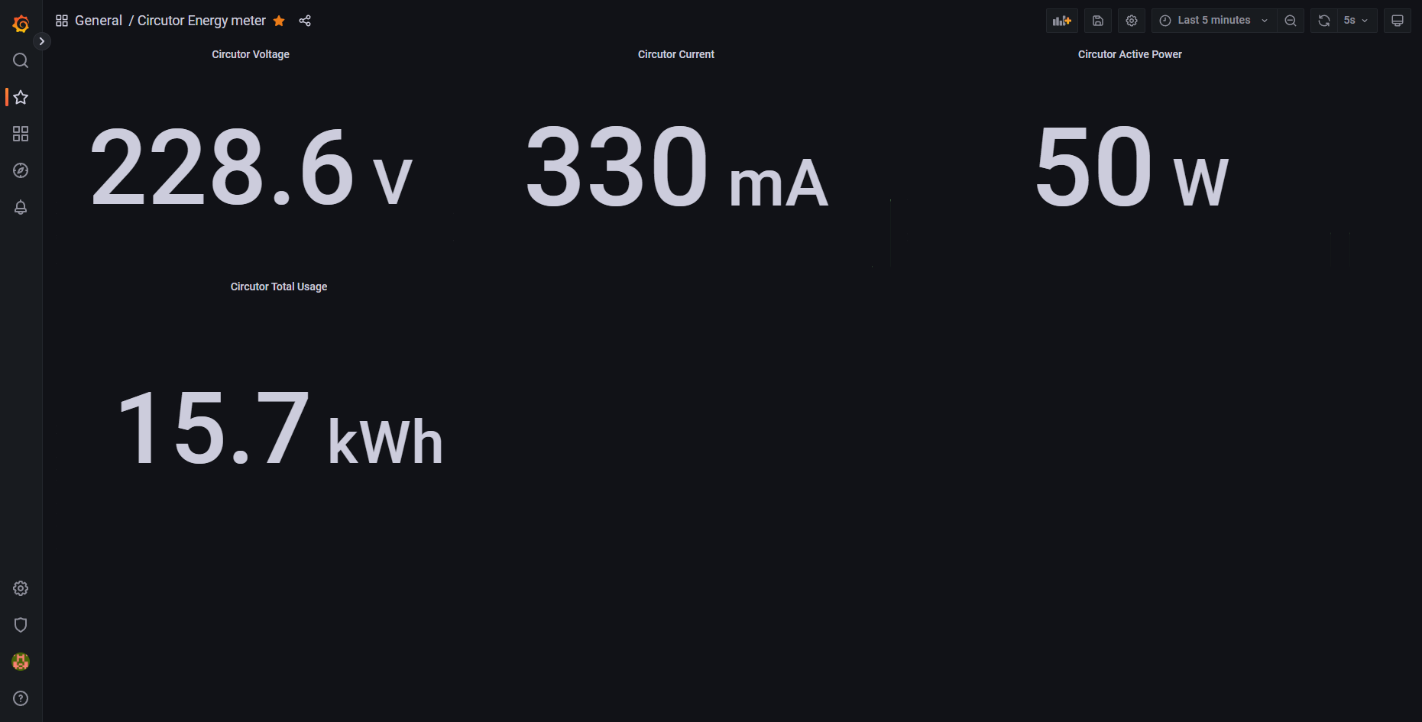 General / Circutor Energy meter
Last 5 minutes
5s
Circutor Voltage
228.6 V
Circutor Current
330 mA
Circutor Active Power
50 W
Circutor Total Usage
15.7 kWh